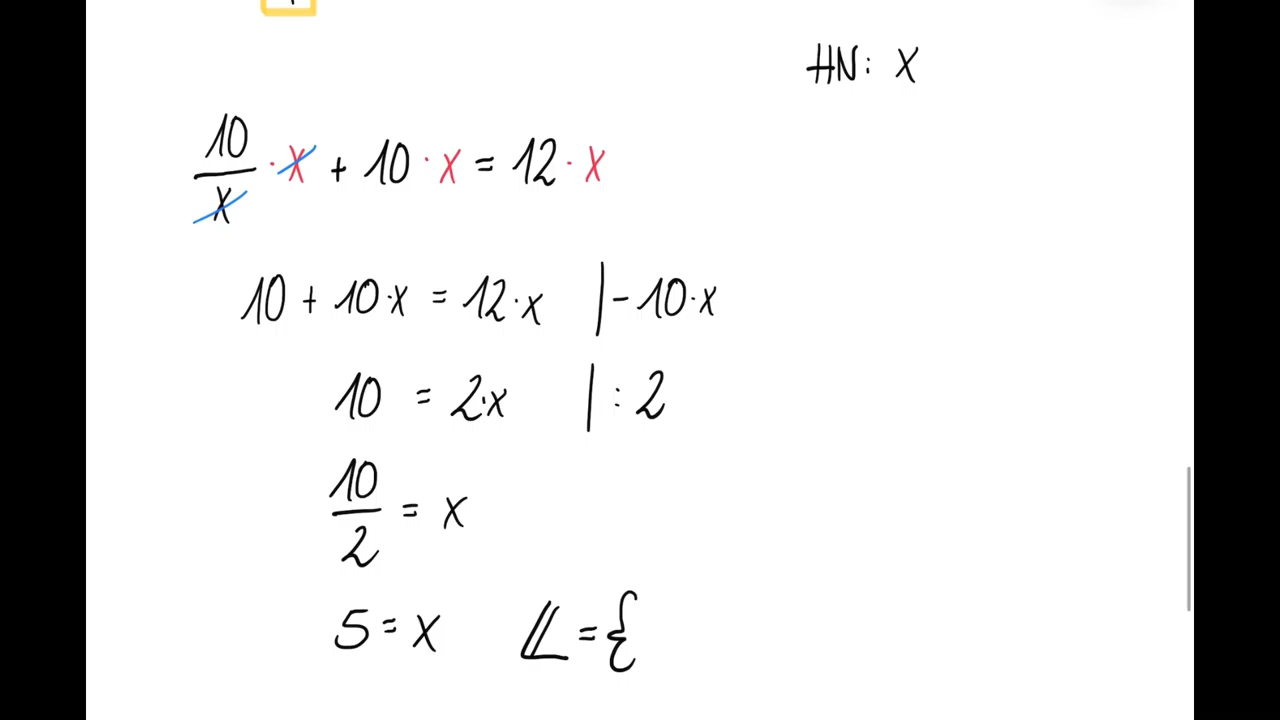 HN: x
10/x · x + 10 · x = 12 · x
10 + 10·x = 12·x | - 10·x
10 = 2·x | : 2
10/2 = x
5 = x 𝕃 = {